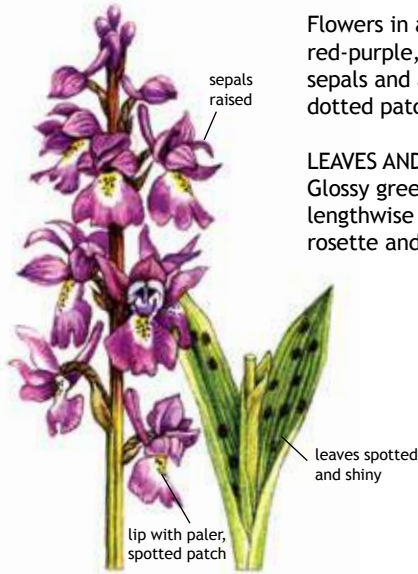 Flowers in a
red-purple,
sepals and
dotted patc
LEAVES AND
Glossy gree
lengthwise
rosette and
sepals
raised
leaves spotted
and shiny
lip with paler,
spotted patch